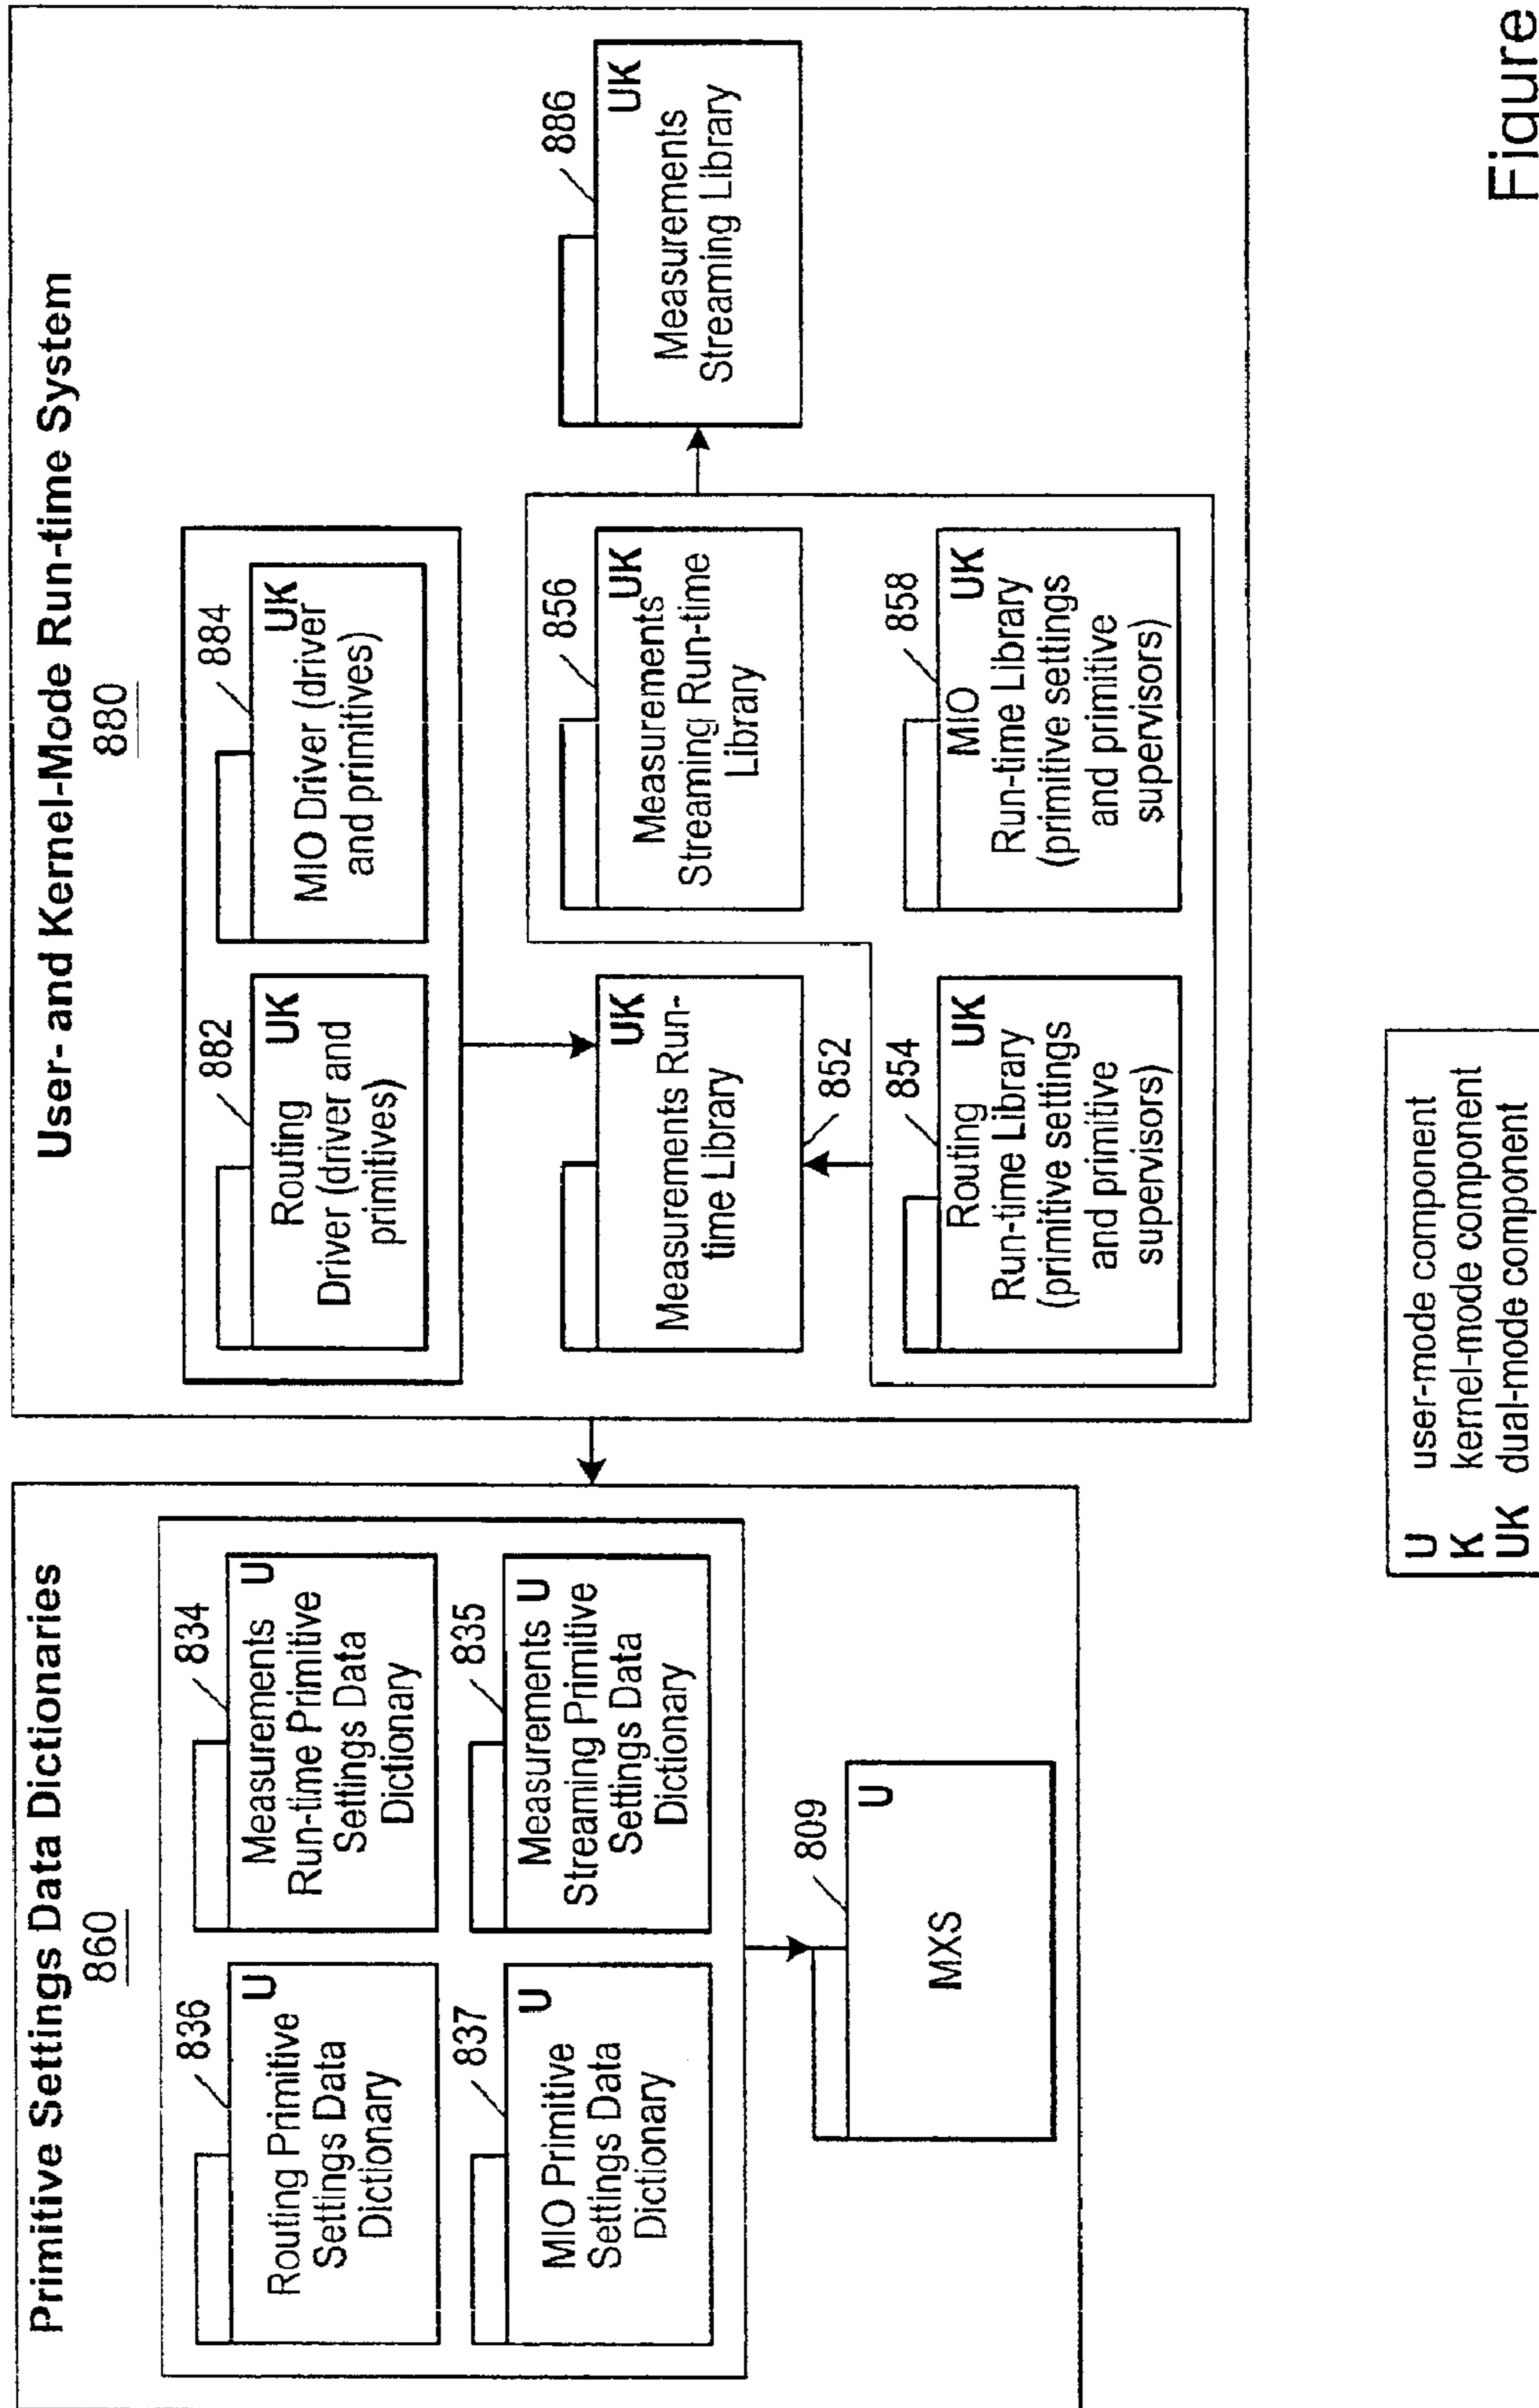 Primitive Settings Data Dictionaries
860
836
Routing Primitive
Settings Data
Dictionary
U
834
Measurements
Run-time Primitive
Settings Data
Dictionary
U
837
MIO Primitive
Settings Data
Dictionary
U
835
Measurements
Streaming Primitive
Settings Data
Dictionary
U
809
MXS
U
User- and Kernel-Mode Run-time System
880
882
Routing
Driver (driver and
primitives)
UK
884
MIO Driver (driver
and primitives)
UK
Measurements Run-
time Library
UK
852
856
Measurements
Streaming Run-time
Library
UK
886
Measurements
Streaming Library
UK
854
Routing
Run-time Library
(primitive settings
and primitive
supervisors)
UK
858
MIO
Run-time Library
(primitive settings
and primitive
supervisors)
UK
U user-mode component
K kernel-mode component
UK dual-mode component
Figure